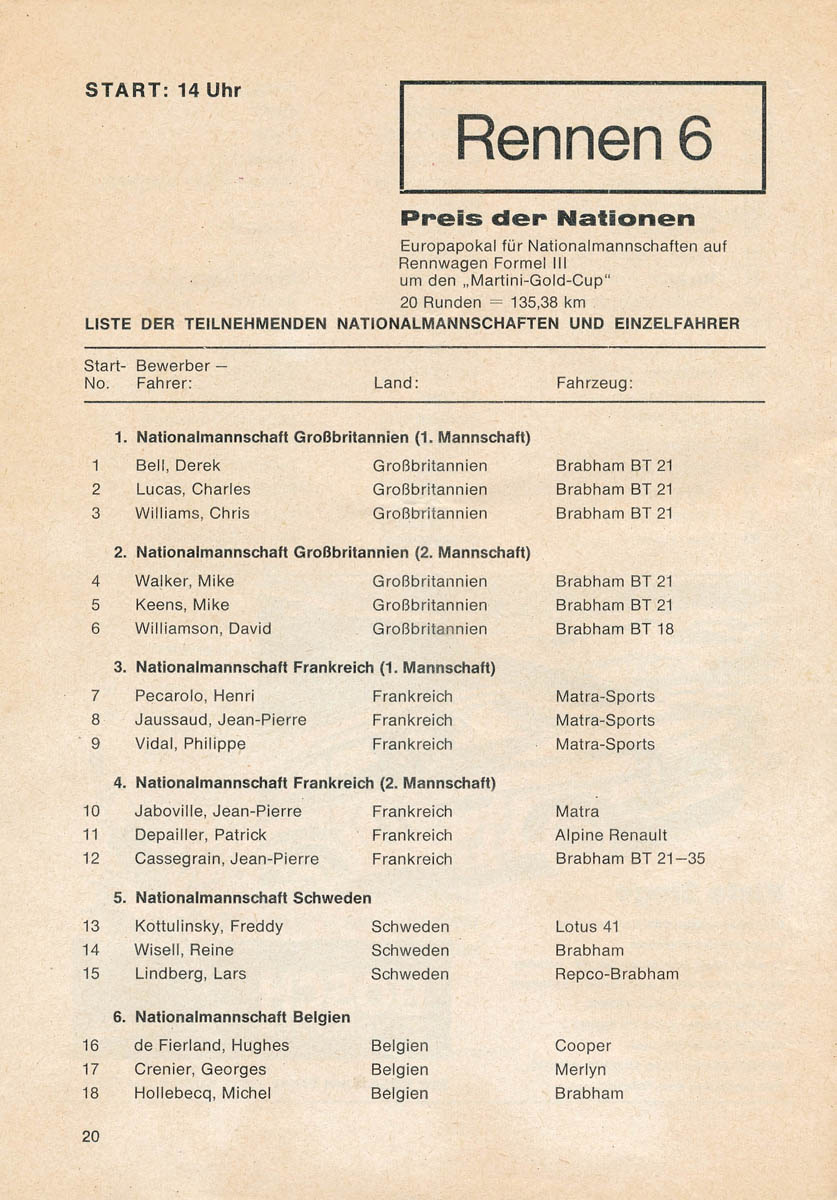 START: 14 Uhr
Rennen 6
Preis der Nationen
Europapokal für Nationalmannschaften auf
Rennwagen Formel III
um den „Martini-Gold-Cup“
20 Runden = 135,38 km
LISTE DER TEILNEHMENDEN NATIONALMANNSCHAFTEN UND EINZELFAHRER
Start- Bewerber —
No. Fahrer: Land: Fahrzeug:
1. Nationalmannschaft Großbritannien (1. Mannschaft)
1 Bell, Derek Großbritannien Brabham BT 21
2 Lucas, Charles Großbritannien Brabham BT 21
3 Williams, Chris Großbritannien Brabham BT 21
2. Nationalmannschaft Großbritannien (2. Mannschaft)
4 Walker, Mike Großbritannien Brabham BT 21
5 Keens, Mike Großbritannien Brabham BT 21
6 Williamson, David Großbritannien Brabham BT 18
3. Nationalmannschaft Frankreich (1. Mannschaft)
7 Pecarolo, Henri Frankreich Matra-Sports
8 Jaussaud, Jean-Pierre Frankreich Matra-Sports
9 Vidal, Philippe Frankreich Matra-Sports
4. Nationalmannschaft Frankreich (2. Mannschaft)
10 Jaboville, Jean-Pierre Frankreich Matra
11 Depailler, Patrick Frankreich Alpine Renault
12 Cassegrain, Jean-Pierre Frankreich Brabham BT 21—35
5. Nationalmannschaft Schweden
13 Kottulinsky, Freddy Schweden Lotus 41
14 Wisell, Reine Schweden Brabham
15 Lindberg, Lars Schweden Repco-Brabham
6. Nationalmannschaft Belgien
16 de Fierland, Hughes Belgien Cooper
17 Crenier, Georges Belgien Merlyn
18 Hollebecq, Michel Belgien Brabham
20